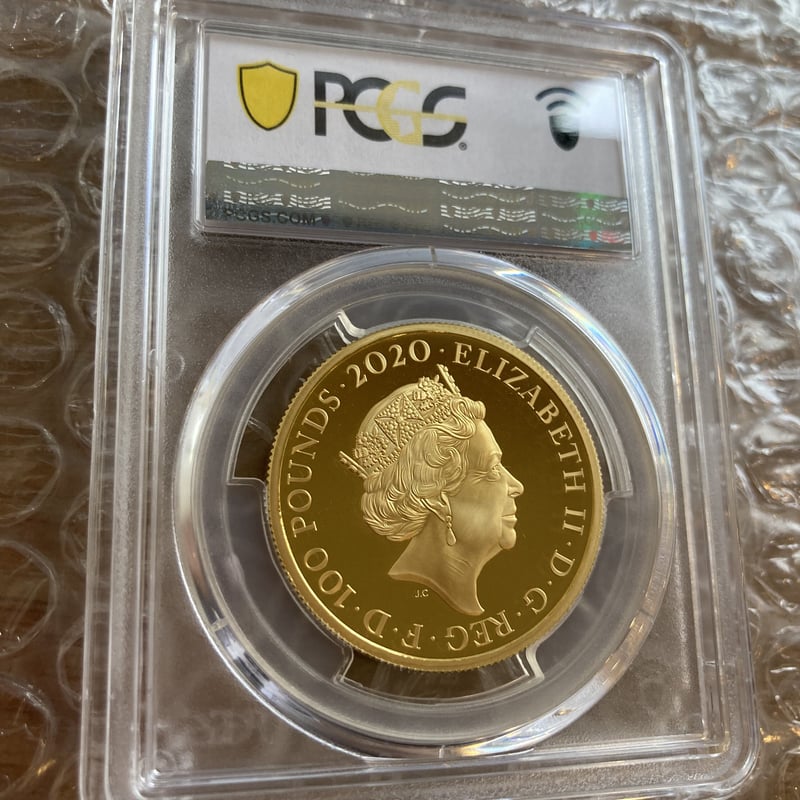 PCGS
PCGS.COM
· 2020 · ELIZABETH II · D · G · REG · F · D · 100 POUNDS
J.C